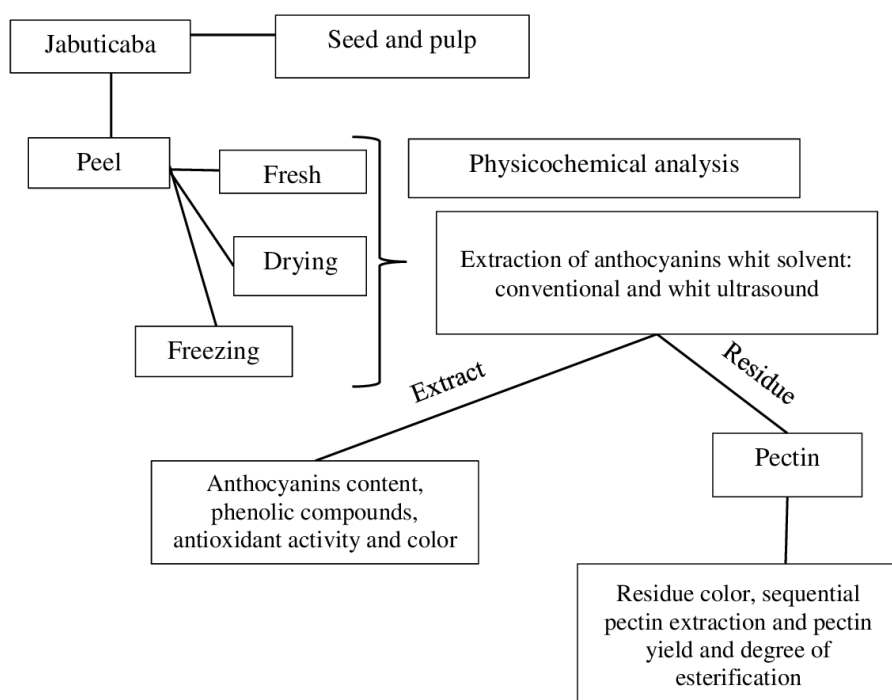 Jabuticaba
Seed and pulp
Peel
Fresh
Drying
Freezing
Physicochemical analysis
Extraction of anthocyanins whit solvent:
conventional and whit ultrasound
Extract
Residue
Anthocyanins content,
phenolic compounds,
antioxidant activity and color
Pectin
Residue color, sequential
pectin extraction and pectin
yield and degree of
esterification